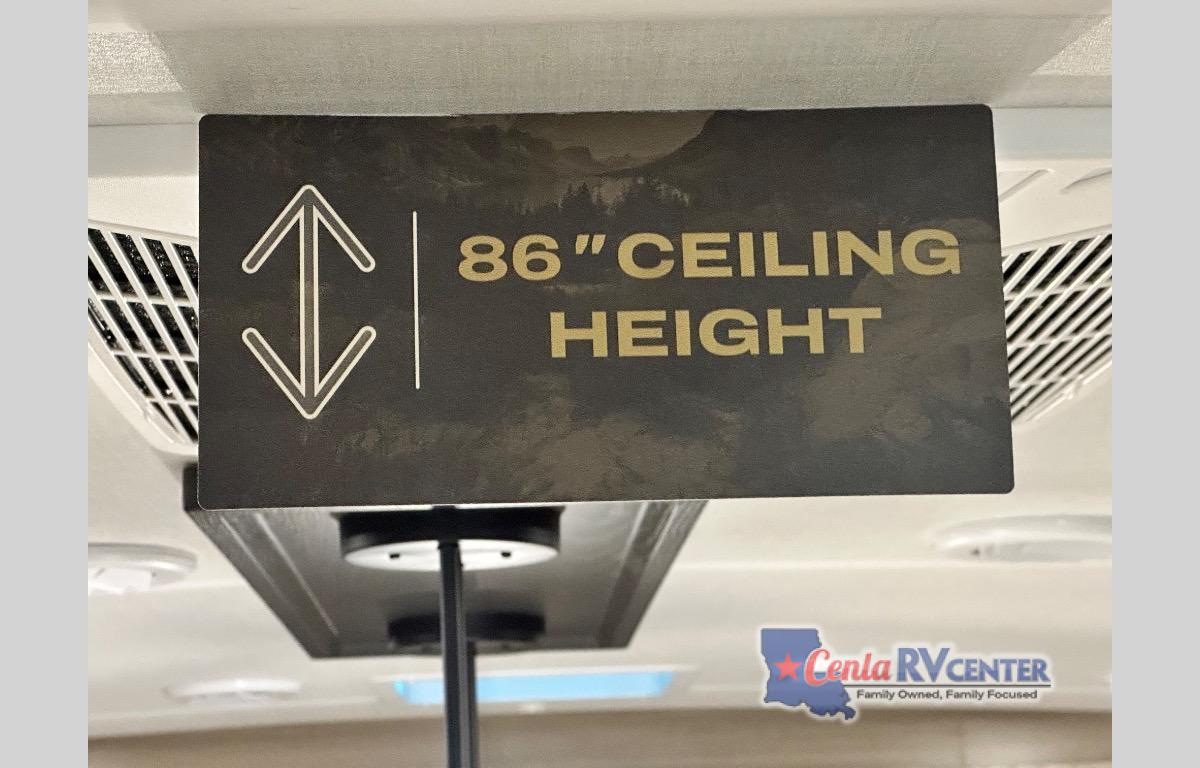 86" CEILING
HEIGHT
Cenla RV CENTER
Family Owned, Family Focused